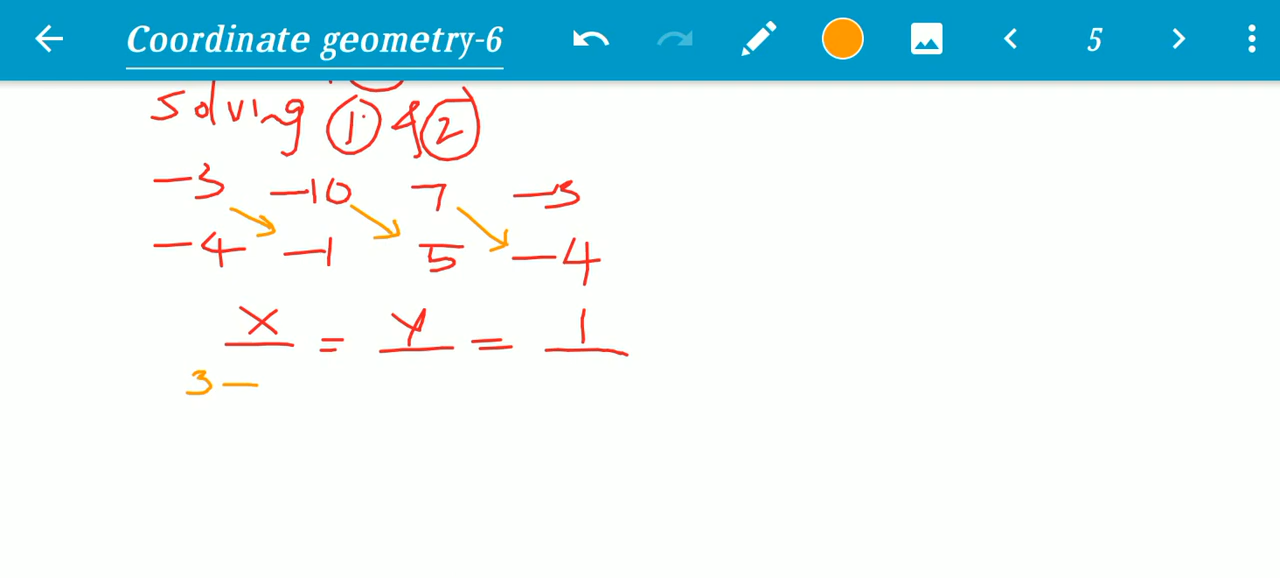 Coordinate geometry-6 5
solving ① & ②
-3 -10 7 -3
-4 -1 5 -4
x = y = 1
3 -